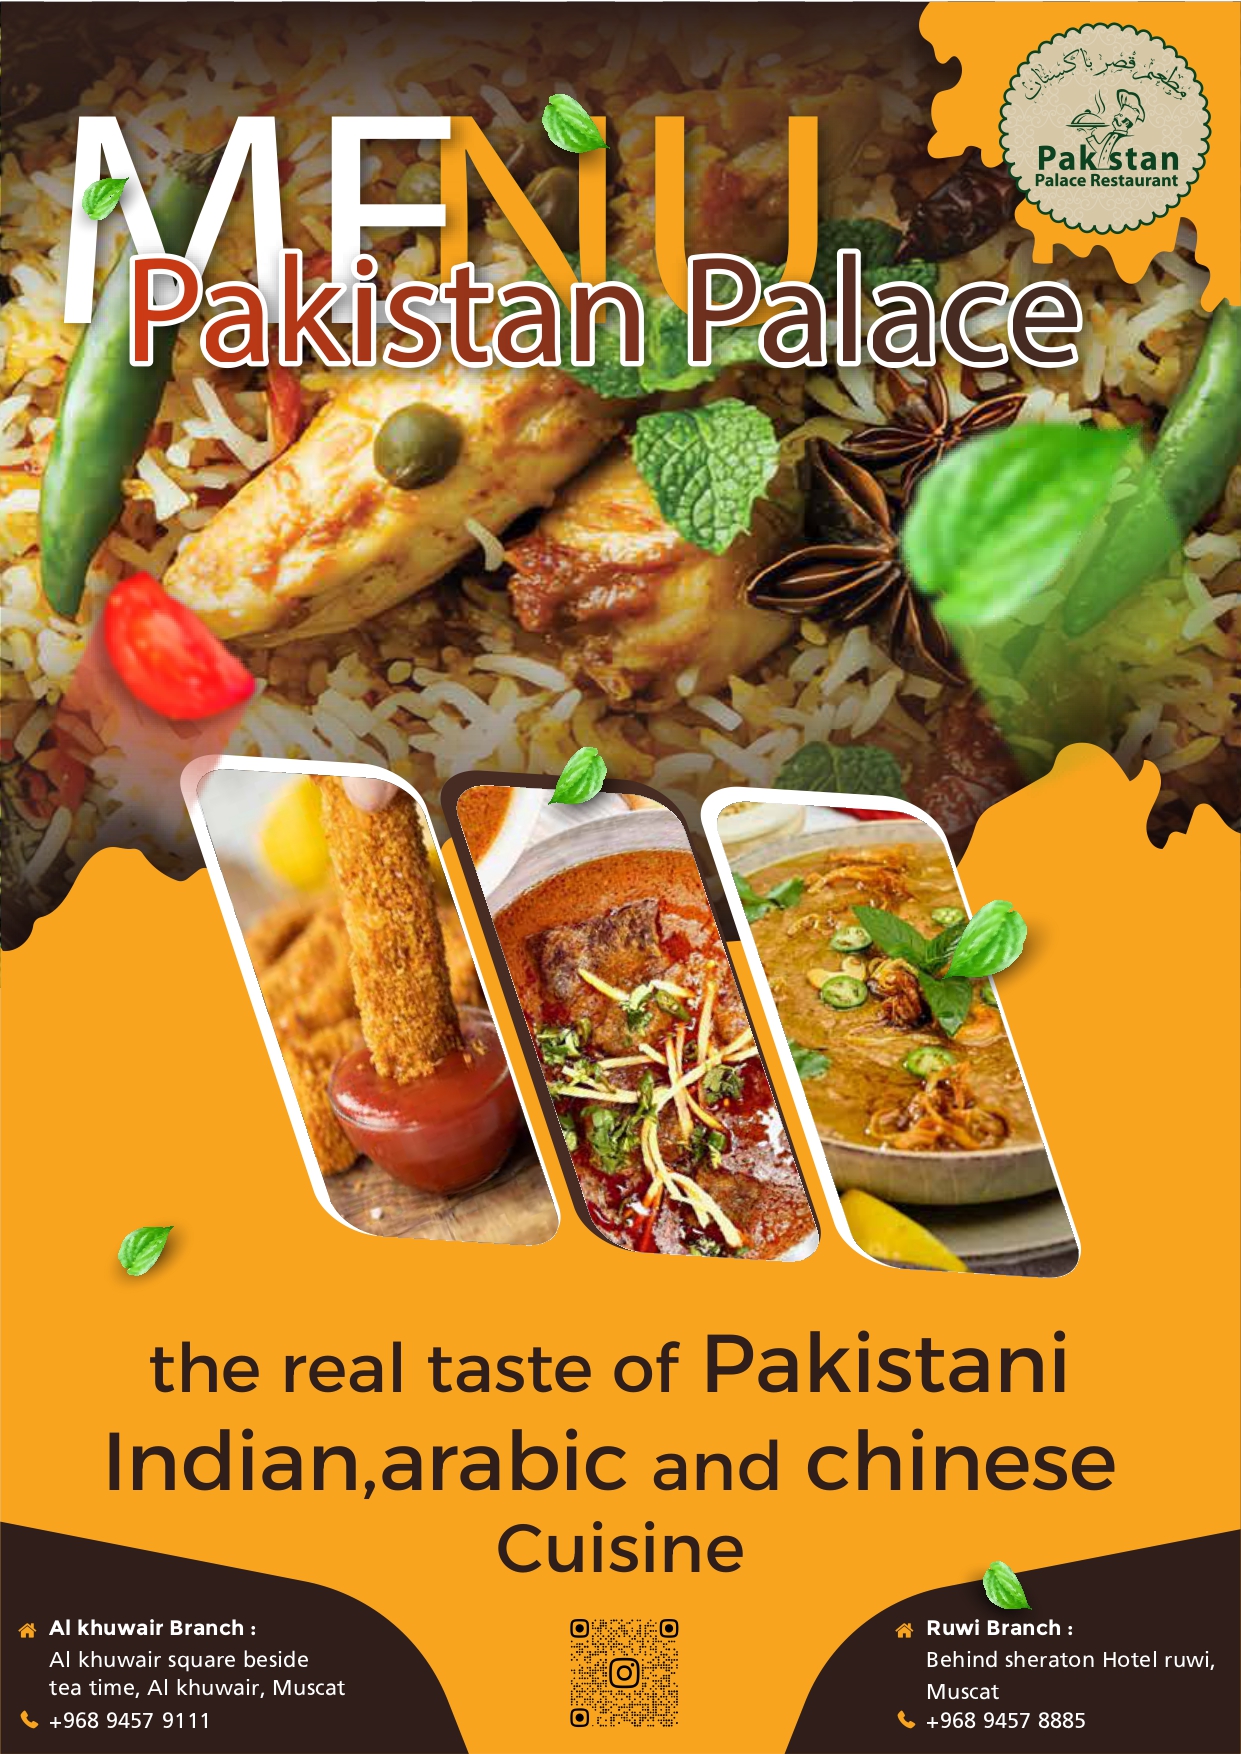 مطعم قصر باكستان
Pakistan
Palace Restaurant
MENU
Pakistan Palace
the real taste of Pakistani
Indian,arabic and chinese
Cuisine
Al khuwair Branch :
Al khuwair square beside
tea time, Al khuwair, Muscat
+968 9457 9111
Ruwi Branch :
Behind sheraton Hotel ruwi,
Muscat
+968 9457 8885